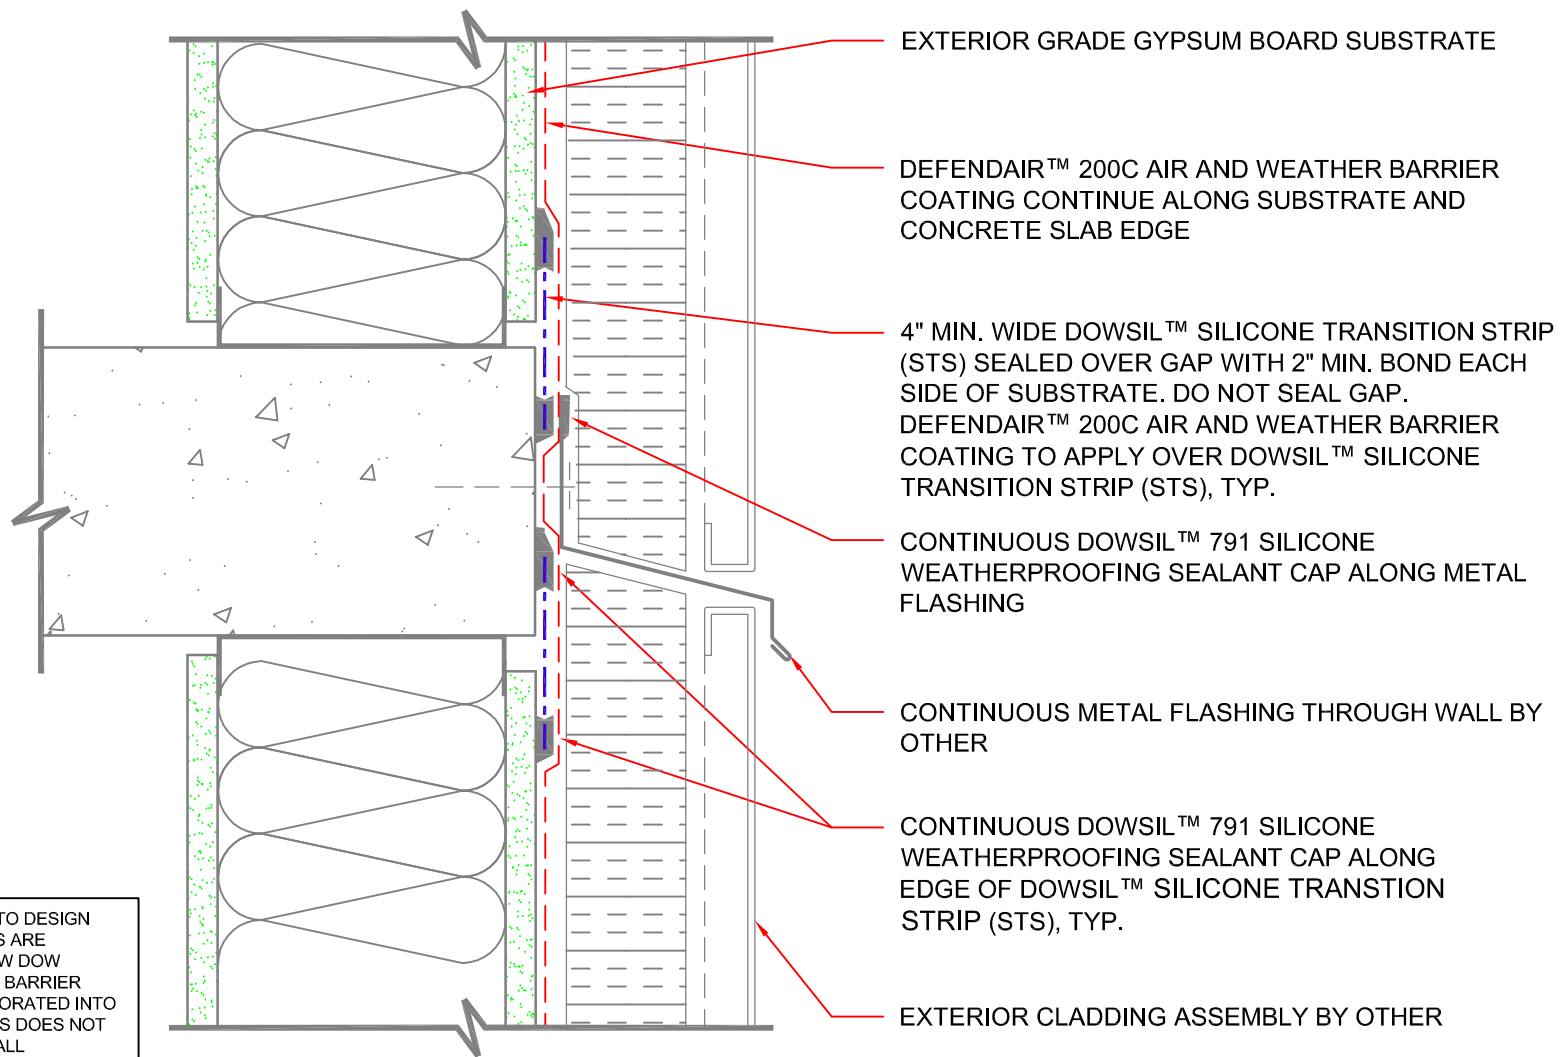 EXTERIOR GRADE GYPSUM BOARD SUBSTRATE
DEFENDAIR™ 200C AIR AND WEATHER BARRIER
COATING CONTINUE ALONG SUBSTRATE AND
CONCRETE SLAB EDGE
4" MIN. WIDE DOWSIL™ SILICONE TRANSITION STRIP
(STS) SEALED OVER GAP WITH 2" MIN. BOND EACH
SIDE OF SUBSTRATE. DO NOT SEAL GAP.
DEFENDAIR™ 200C AIR AND WEATHER BARRIER
COATING TO APPLY OVER DOWSIL™ SILICONE
TRANSITION STRIP (STS), TYP.
CONTINUOUS DOWSIL™ 791 SILICONE
WEATHERPROOFING SEALANT CAP ALONG METAL
FLASHING
CONTINUOUS METAL FLASHING THROUGH WALL BY
OTHER
CONTINUOUS DOWSIL™ 791 SILICONE
WEATHERPROOFING SEALANT CAP ALONG
EDGE OF DOWSIL™ SILICONE TRANSTION
STRIP (STS), TYP.
EXTERIOR CLADDING ASSEMBLY BY OTHER
TO DESIGN
S ARE
W DOW
BARRIER
ORATED INTO
S DOES NOT
ALL